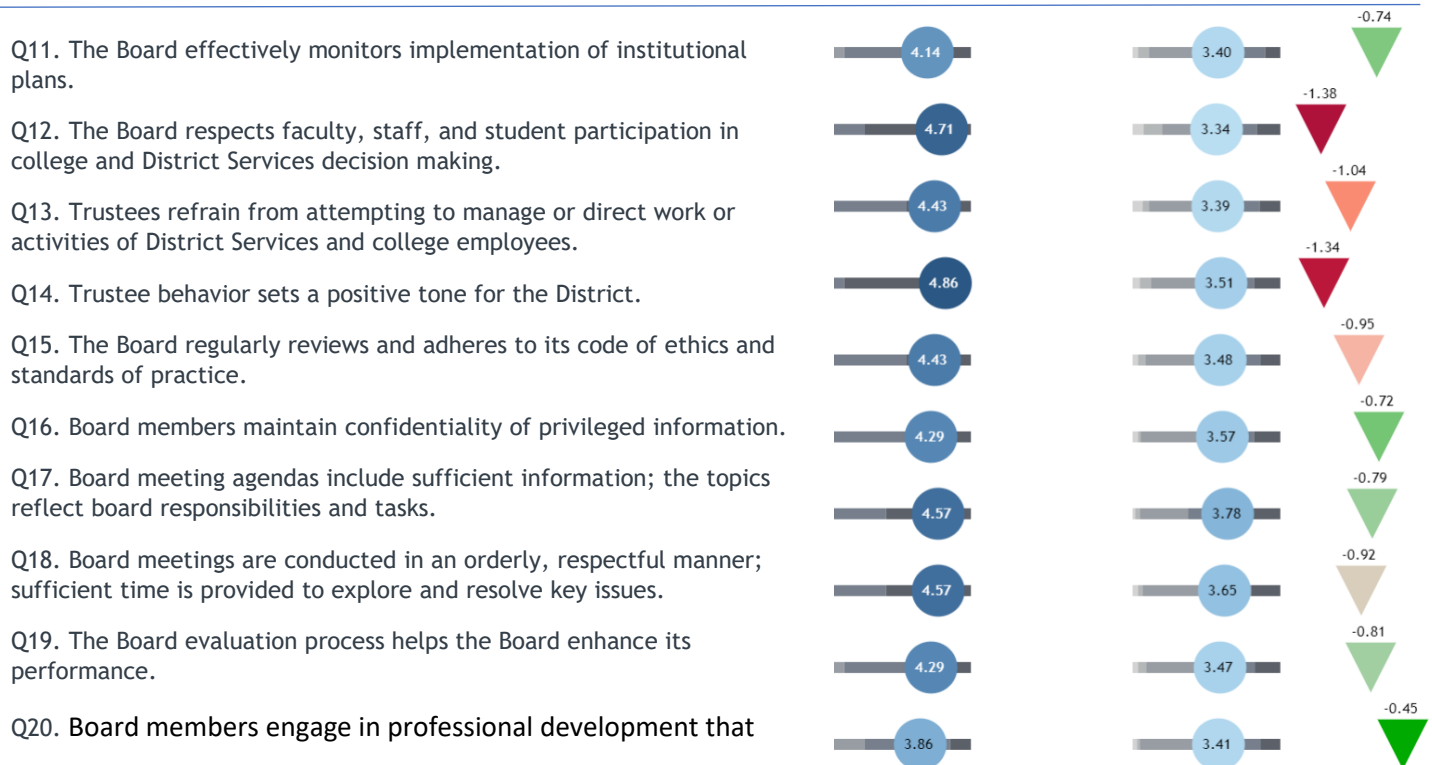 -0.74
Q11. The Board effectively monitors implementation of institutional
plans.
4.14
3.40
-1.38
Q12. The Board respects faculty, staff, and student participation in
college and District Services decision making.
4.71
3.34
-1.04
Q13. Trustees refrain from attempting to manage or direct work or
activities of District Services and college employees.
4.43
3.39
-1.34
Q14. Trustee behavior sets a positive tone for the District.
4.86
3.51
-0.95
Q15. The Board regularly reviews and adheres to its code of ethics and
standards of practice.
4.43
3.48
-0.72
Q16. Board members maintain confidentiality of privileged information.
4.29
3.57
-0.79
Q17. Board meeting agendas include sufficient information; the topics
reflect board responsibilities and tasks.
4.57
3.78
-0.92
Q18. Board meetings are conducted in an orderly, respectful manner;
sufficient time is provided to explore and resolve key issues.
4.57
3.65
-0.81
Q19. The Board evaluation process helps the Board enhance its
performance.
4.29
3.47
-0.45
Q20. Board members engage in professional development that
3.86
3.41